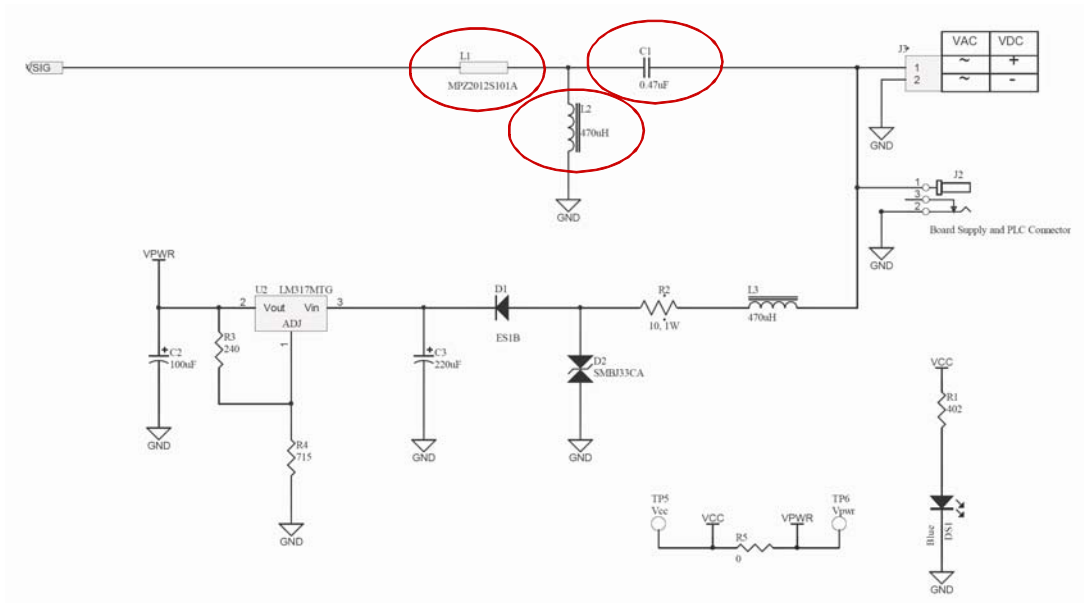 VSIG
L1
MPZ2012S101A
C1
0.47uF
L2
470uH
GND
J3
1
2
VAC VDC
~ +
~ -
GND
1
3
2
J2
Board Supply and PLC Connector
GND
VPWR
U2 LM317MTG
2 Vout Vin 3
ADJ
1
C2
100uF
GND
R3
240
R4
715
GND
C3
220uF
GND
D1
ES1B
D2
SMBJ33CA
GND
R2
10, 1W
L3
470uH
VCC
R1
402
Blue
DS1
GND
TP5
Vcc
VCC
R5
0
VPWR
TP6
Vpwr